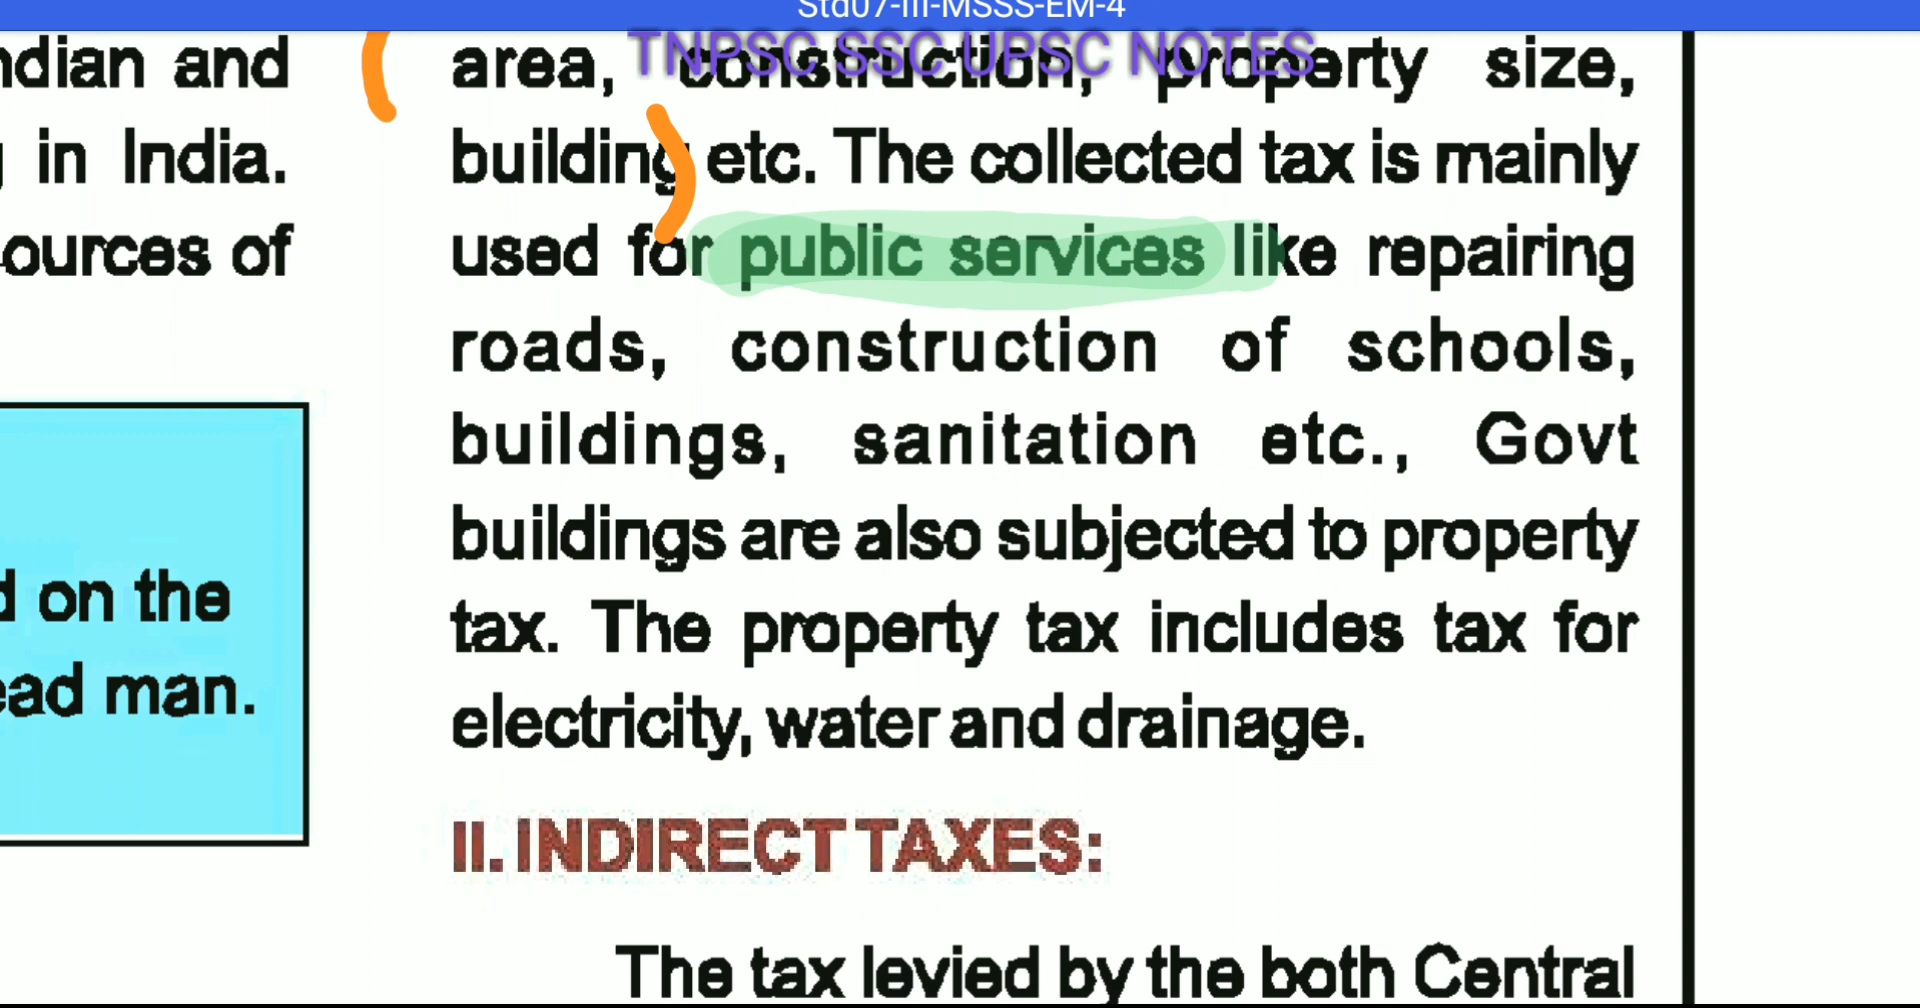 Std07-III-MSSS-EM-4
TNPSC SSC UPSC NOTES
ndian and
in India.
ources of
d on the
ead man.
area, construction, property size,
building etc. The collected tax is mainly
used for public services like repairing
roads, construction of schools,
buildings, sanitation etc., Govt
buildings are also subjected to property
tax. The property tax includes tax for
electricity, water and drainage.
II. INDIRECT TAXES:
The tax levied by the both Central